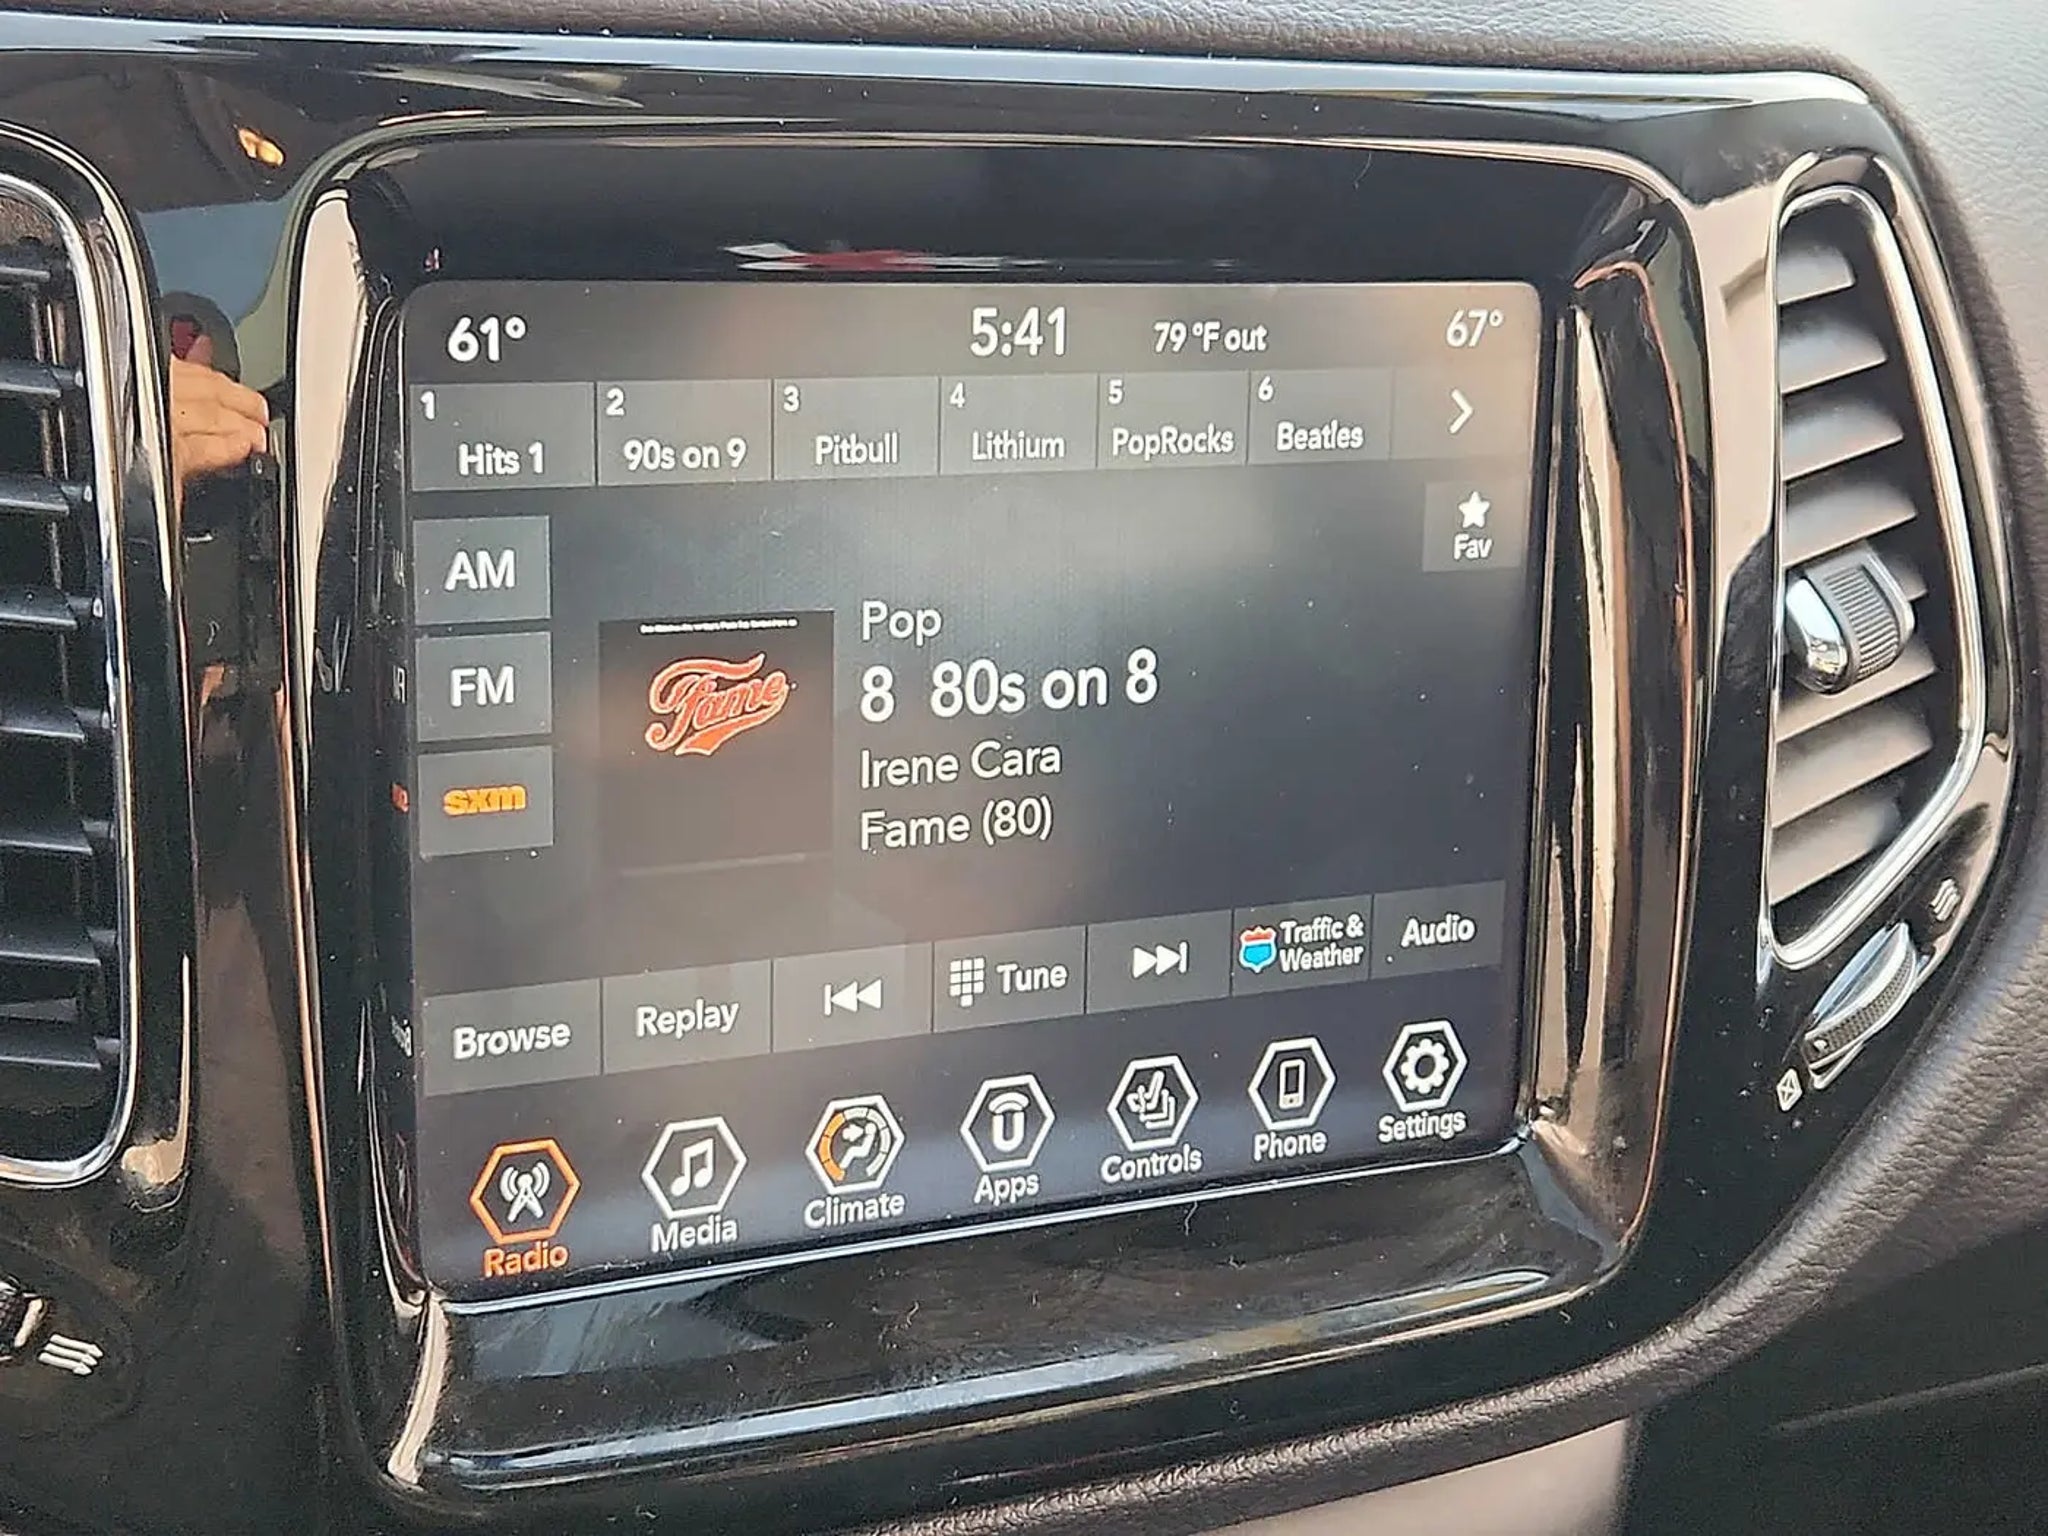 61° 5:41 79 °F out 67°
1 2 3 4 5 6
Hits 1 90s on 9 Pitbull Lithium PopRocks Beatles
Fav
AM
FM
sxm
Fame
Pop
8 80s on 8
Irene Cara
Fame (80)
Browse Replay Tune Traffic & Weather Audio
Radio Media Climate Apps Controls Phone Settings